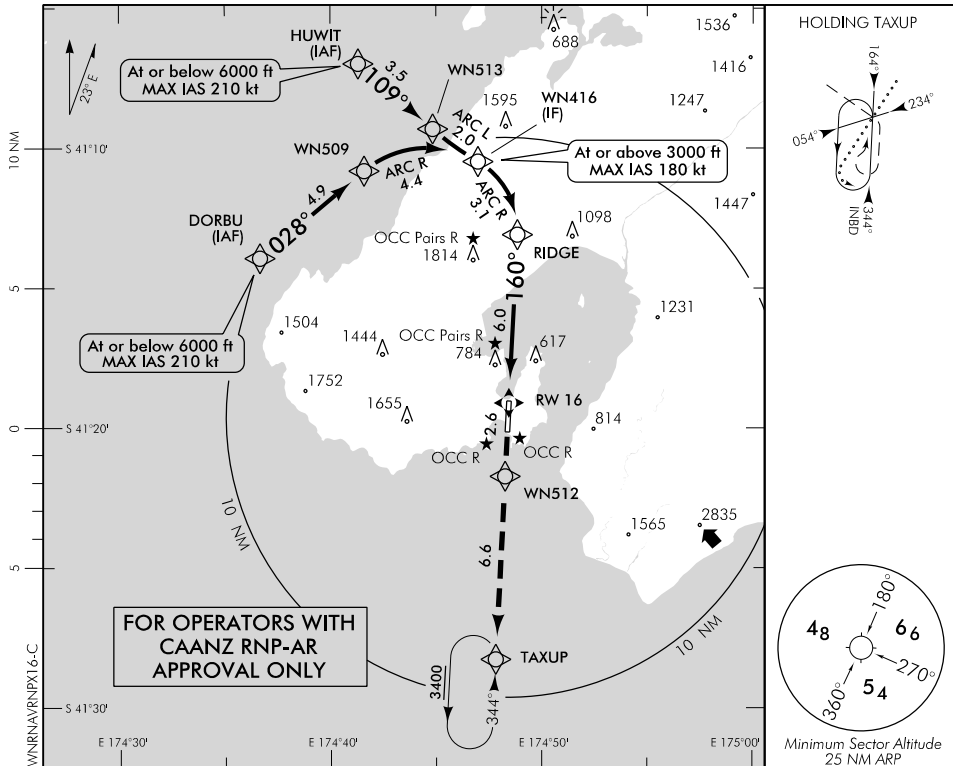 1536
HOLDING TAXUP
HUWIT
(IAF)
688
23° E
At or below 6000 ft
MAX IAS 210 kt
3.5
109°
WN513
1416
164°
1595
WN416
(IF)
1247
234°
ARC L
2.0
054°
10 NM
S 41°10'
WN509
ARC R
4.4
At or above 3000 ft
MAX IAS 180 kt
ARC R
3.1
1447
344°
INBD
4.9
028°
DORBU
(IAF)
OCC Pairs R
1814
1098
RIDGE
160°
5
1231
6.0
1504
1444
OCC Pairs R
784
617
At or below 6000 ft
MAX IAS 210 kt
1752
1655
RW 16
0
S 41°20'
2.6
814
OCC R
OCC R
WN512
10 NM
1565
2835
5
6.6
180°
48
66
270°
54
360°
FOR OPERATORS WITH
CAANZ RNP-AR
APPROVAL ONLY
10 NM
TAXUP
3400
344°
WNRNAVRNPX16-C
S 41°30'
E 174°30'
E 174°40'
E 174°50'
E 175°00'
Minimum Sector Altitude
25 NM ARP